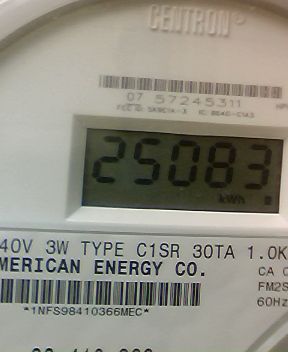 CENTRON®
07 57245311
25083
kWh
40V 3W TYPE C1SR 30TA 1.0K
MERICAN ENERGY CO.
CA 0
FM2S
60Hz
*1NFS98410366MEC*